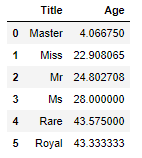 Title Age
0 Master 4.066750
1 Miss 22.908065
2 Mr 24.802708
3 Ms 28.000000
4 Rare 43.575000
5 Royal 43.333333